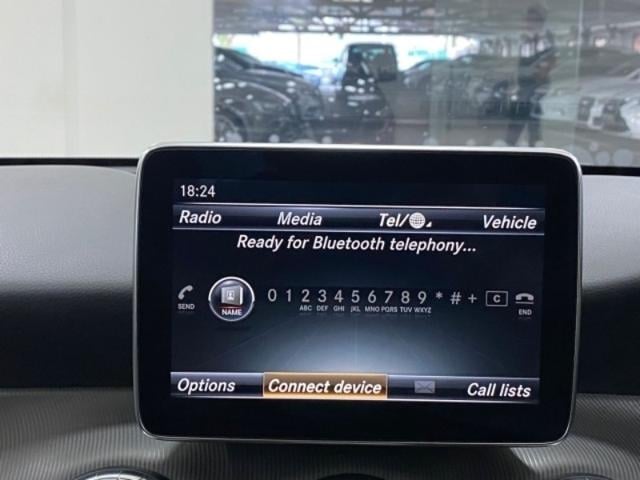 18:24
Radio Media Tel/ Vehicle
Ready for Bluetooth telephony...
SEND NAME 0 1 2 3 4 5 6 7 8 9 * # + C END
ABC DEF GHI JKL MNO PQRS TUV WXYZ
Options Connect device Call lists